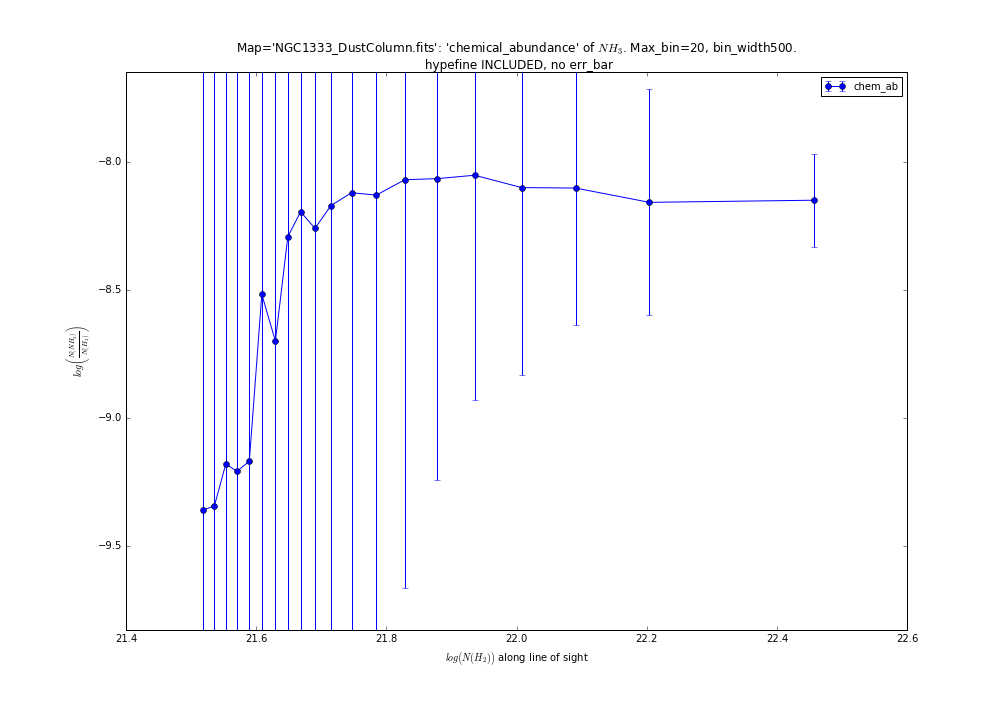 Map='NGC1333_DustColumn.fits': 'chemical_abundance' of NH₃. Max_bin=20, bin_width500.
hypefine INCLUDED, no err_bar
chem_ab
−8.0
−8.5
−9.0
−9.5
log(N(NH₃)/N(H₂))
21.4 21.6 21.8 22.0 22.2 22.4 22.6
log(N(H₂)) along line of sight